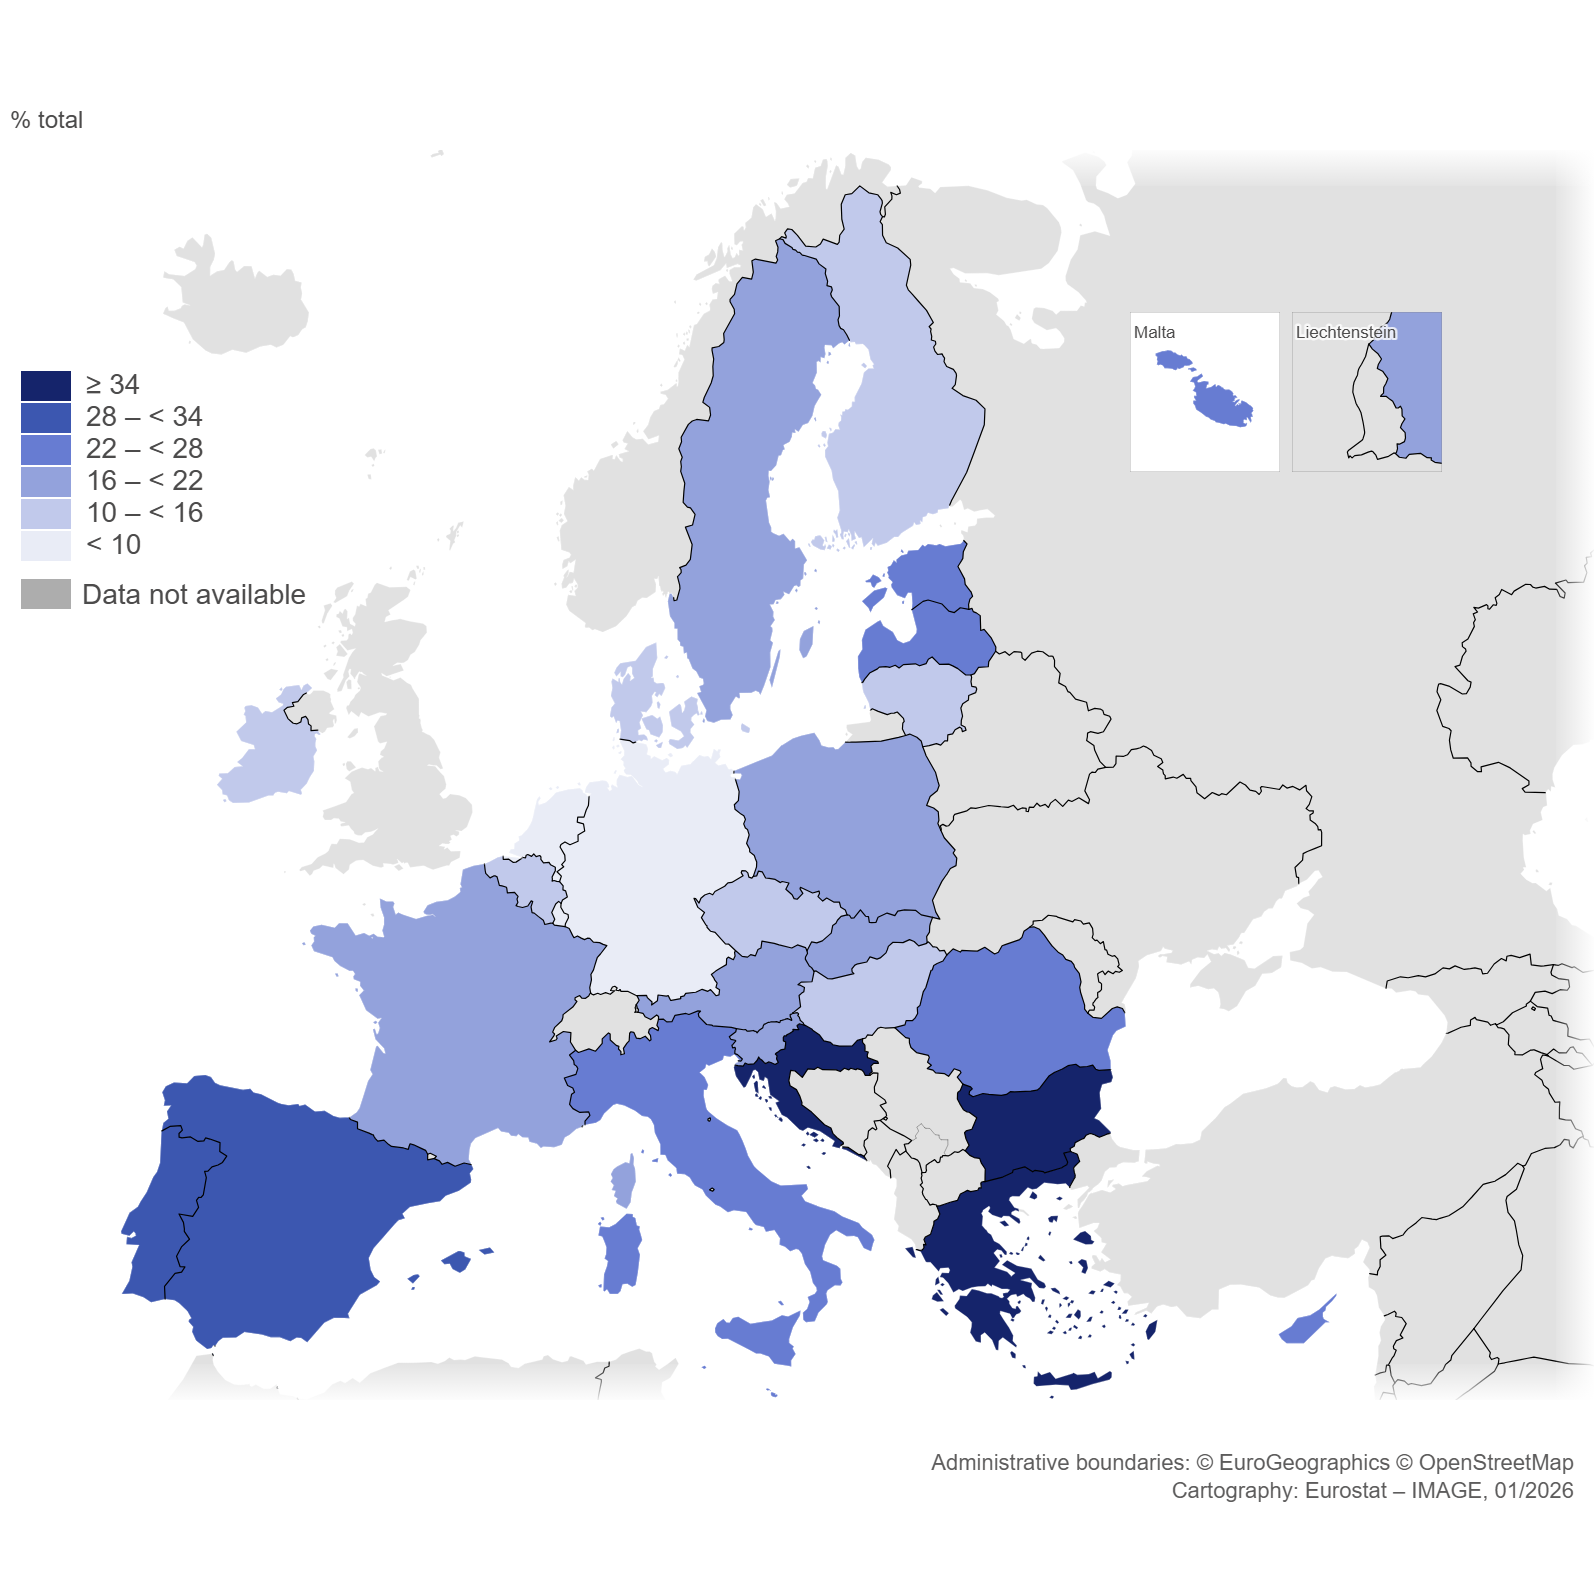 % total
Malta
Liechtenstein
≥ 34
28 – < 34
22 – < 28
16 – < 22
10 – < 16
< 10
Data not available
Administrative boundaries: © EuroGeographics © OpenStreetMap
Cartography: Eurostat – IMAGE, 01/2026